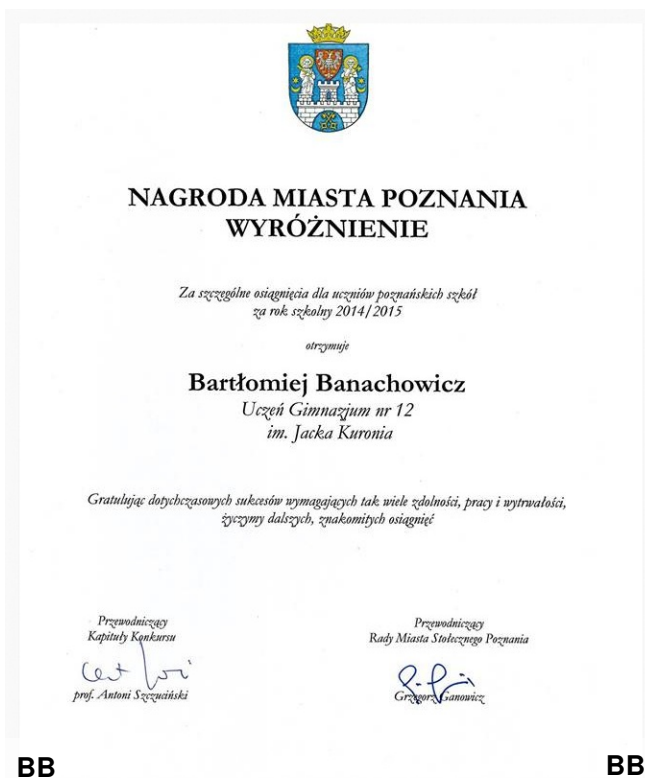 NAGRODA MIASTA POZNANIA
WYRÓŻNIENIE
Za szczególne osiągnięcia dla uczniów poznańskich szkół
za rok szkolny 2014/2015
otrzymuje
Bartłomiej Banachowicz
Uczeń Gimnazjum nr 12
im. Jacka Kuronia
Gratulując dotychczasowych sukcesów wymagających tak wiele zdolności, pracy i wytrwałości,
życzymy dalszych, znakomitych osiągnięć
Przewodniczący
Kapituły Konkursu
prof. Antoni Szczuciński
Przewodniczący
Rady Miasta Stołecznego Poznania
Grzegorz Ganowicz
BB BB